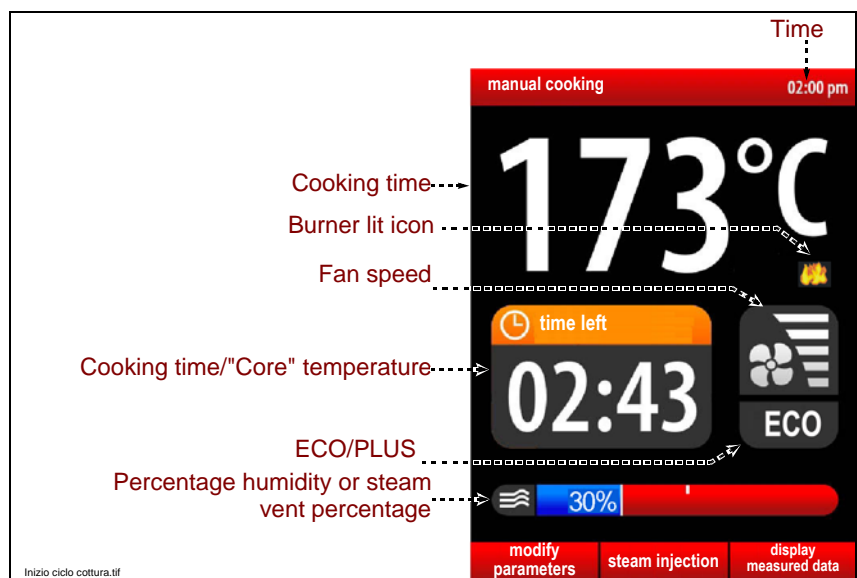 Time
manual cooking 02:00 pm
173°C
Cooking time
Burner lit icon
Fan speed
time left
Cooking time/"Core" temperature
02:43
ECO
ECO/PLUS
Percentage humidity or steam
vent percentage
30%
modify
parameters
steam injection
display
measured data
Inizio ciclo cottura.tif